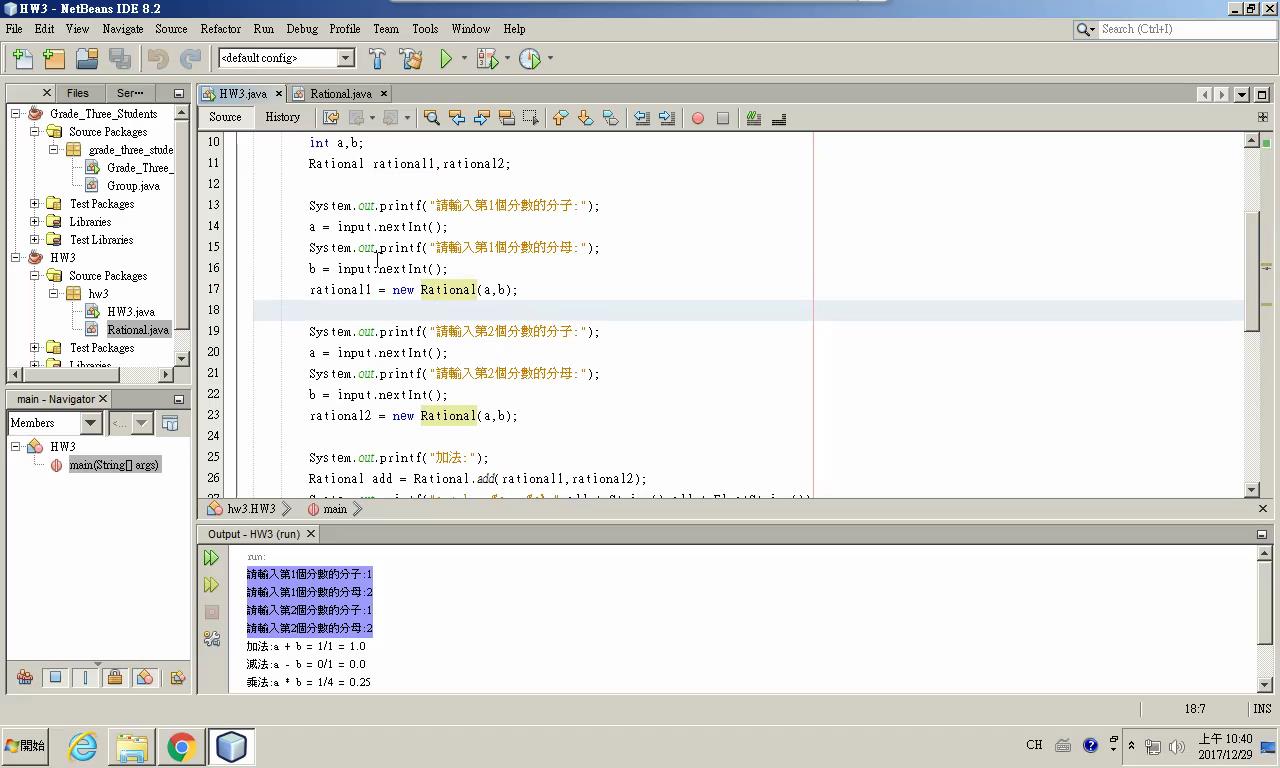 HW3 - NetBeans IDE 8.2
File Edit View Navigate Source Refactor Run Debug Profile Team Tools Window Help
Search (Ctrl+I)
<default config>
Files Ser···
HW3.java Rational.java
Source History
Grade_Three_Students
Source Packages
grade_three_stude
Grade_Three_
Group.java
Test Packages
Libraries
Test Libraries
HW3
Source Packages
hw3
HW3.java
Rational.java
Test Packages
Libraries
10 int a,b;
11 Rational rational1,rational2;
12
13 System.out.printf("請輸入第1個分數的分子:");
14 a = input.nextInt();
15 System.out.printf("請輸入第1個分數的分母:");
16 b = input.nextInt();
17 rational1 = new Rational(a,b);
18
19 System.out.printf("請輸入第2個分數的分子:");
20 a = input.nextInt();
21 System.out.printf("請輸入第2個分數的分母:");
22 b = input.nextInt();
23 rational2 = new Rational(a,b);
24
25 System.out.printf("加法:");
26 Rational add = Rational.add(rational1,rational2);
27
hw3.HW3 main
main - Navigator
Members <...
HW3
main(String[] args)
Output - HW3 (run)
run:
請輸入第1個分數的分子:1
請輸入第1個分數的分母:2
請輸入第2個分數的分子:1
請輸入第2個分數的分母:2
加法:a + b = 1/1 = 1.0
減法:a - b = 0/1 = 0.0
乘法:a * b = 1/4 = 0.25
18:7 INS
開始
CH
上午 10:40
2017/12/29